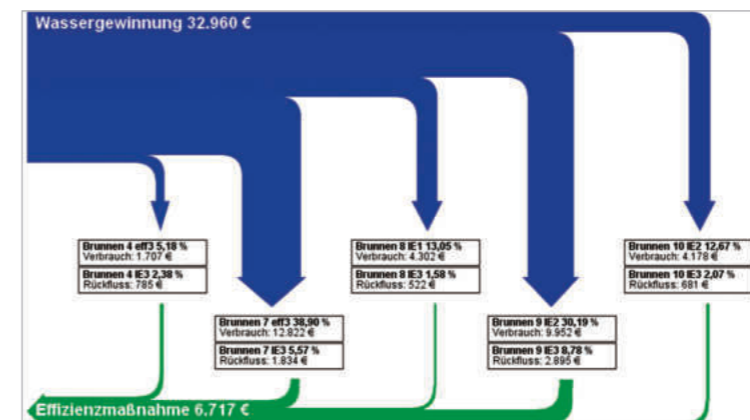 Wassergewinnung 32.960 €
Brunnen 4 eff3 5,18 %
Verbrauch: 1.707 €
Brunnen 4 IE3 2,38 %
Rückfluss: 785 €
Brunnen 8 IE1 13,05 %
Verbrauch: 4.302 €
Brunnen 8 IE3 1,58 %
Rückfluss: 522 €
Brunnen 10 IE2 12,67 %
Verbrauch: 4.178 €
Brunnen 10 IE3 2,07 %
Rückfluss: 681 €
Brunnen 7 eff3 38,90 %
Verbrauch: 12.822 €
Brunnen 7 IE3 5,57 %
Rückfluss: 1.834 €
Brunnen 9 IE2 30,19 %
Verbrauch: 9.952 €
Brunnen 9 IE3 8,78 %
Rückfluss: 2.895 €
Effizienzmaßnahme 6.717 €